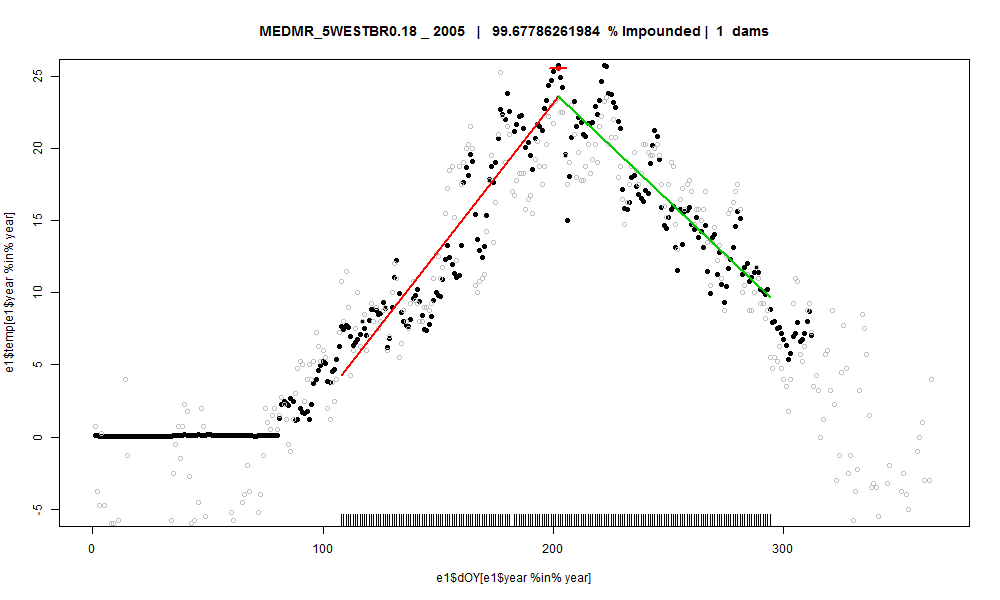 MEDMR_5WESTBR0.18 _ 2005 | 99.67786261984 % Impounded | 1 dams
e1$temp[e1$year %in% year]
25
20
15
10
5
0
-5
0 100 200 300
e1$dOY[e1$year %in% year]